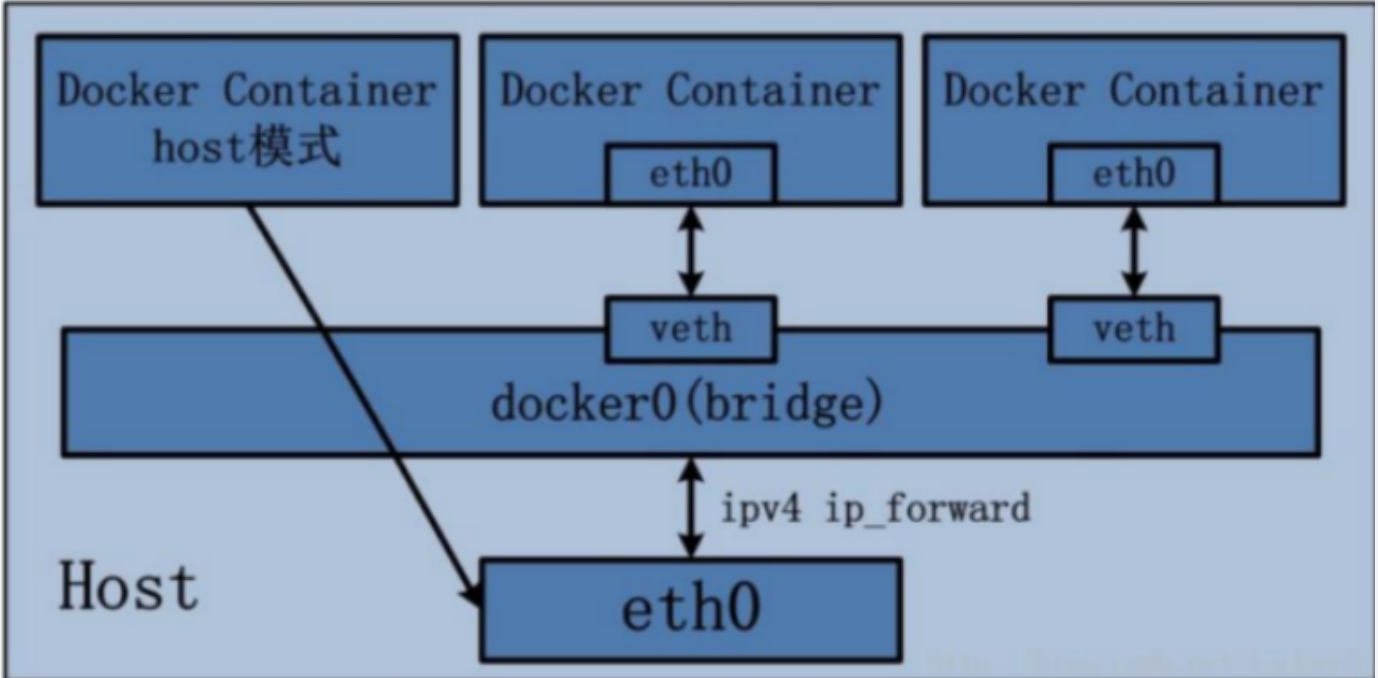 Docker Container
host模式
Docker Container
eth0
Docker Container
eth0
veth
veth
docker0(bridge)
ipv4 ip_forward
Host
eth0